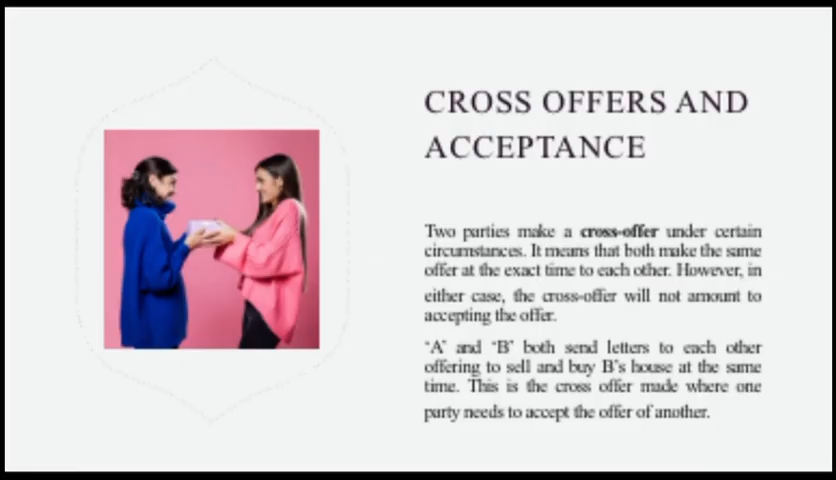 CROSS OFFERS AND
ACCEPTANCE
Two parties make a cross-offer under certain
circumstances. It means that both make the same
offer at the exact time to each other. However, in
either case, the cross-offer will not amount to
accepting the offer.
'A' and 'B' both send letters to each other
offering to sell and buy B's house at the same
time. This is the cross offer made where one
party needs to accept the offer of another.